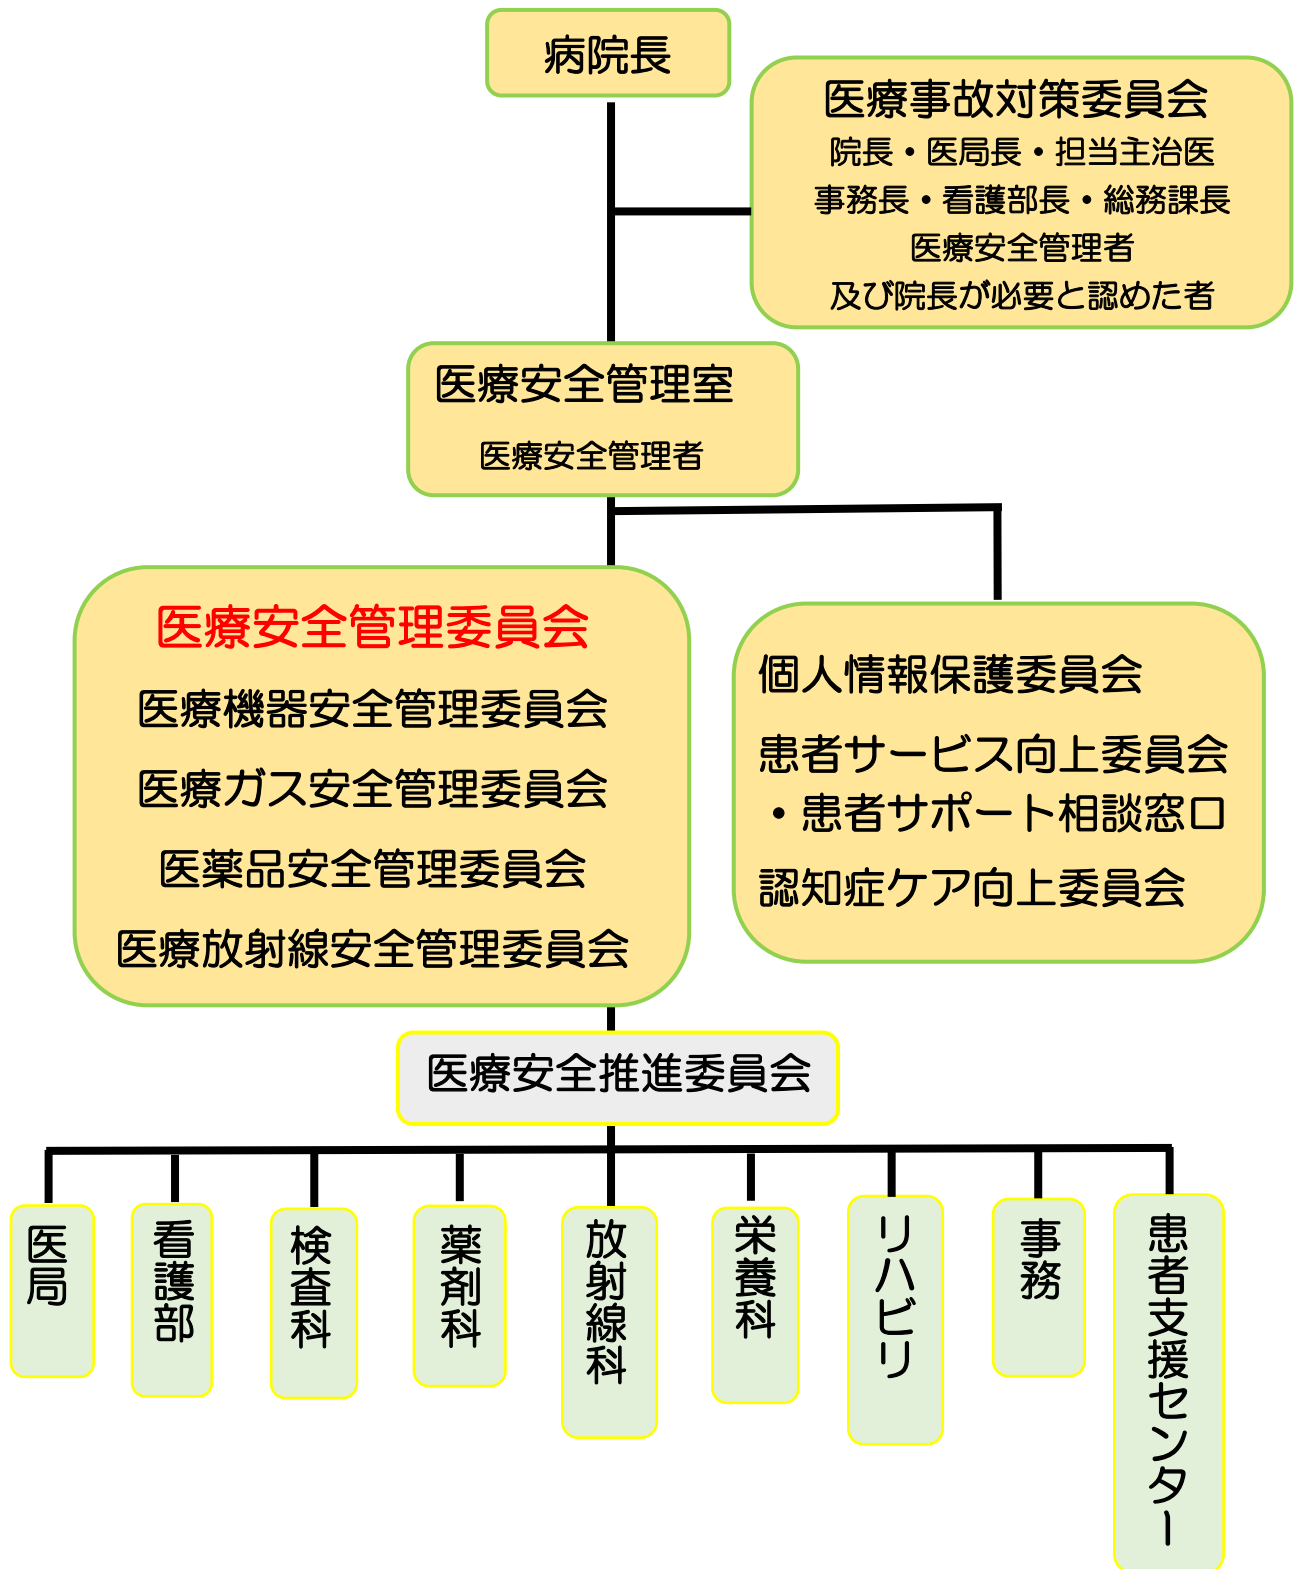 病院長
医療事故対策委員会
院長・医局長・担当主治医
事務長・看護部長・総務課長
医療安全管理者
及び院長が必要と認めた者
医療安全管理室
医療安全管理者
医療安全管理委員会
医療機器安全管理委員会
医療ガス安全管理委員会
医薬品安全管理委員会
医療放射線安全管理委員会
個人情報保護委員会
患者サービス向上委員会
・患者サポート相談窓口
認知症ケア向上委員会
医療安全推進委員会
医局
看護部
検査科
薬剤科
放射線科
栄養科
リハビリ
事務
患者支援センター